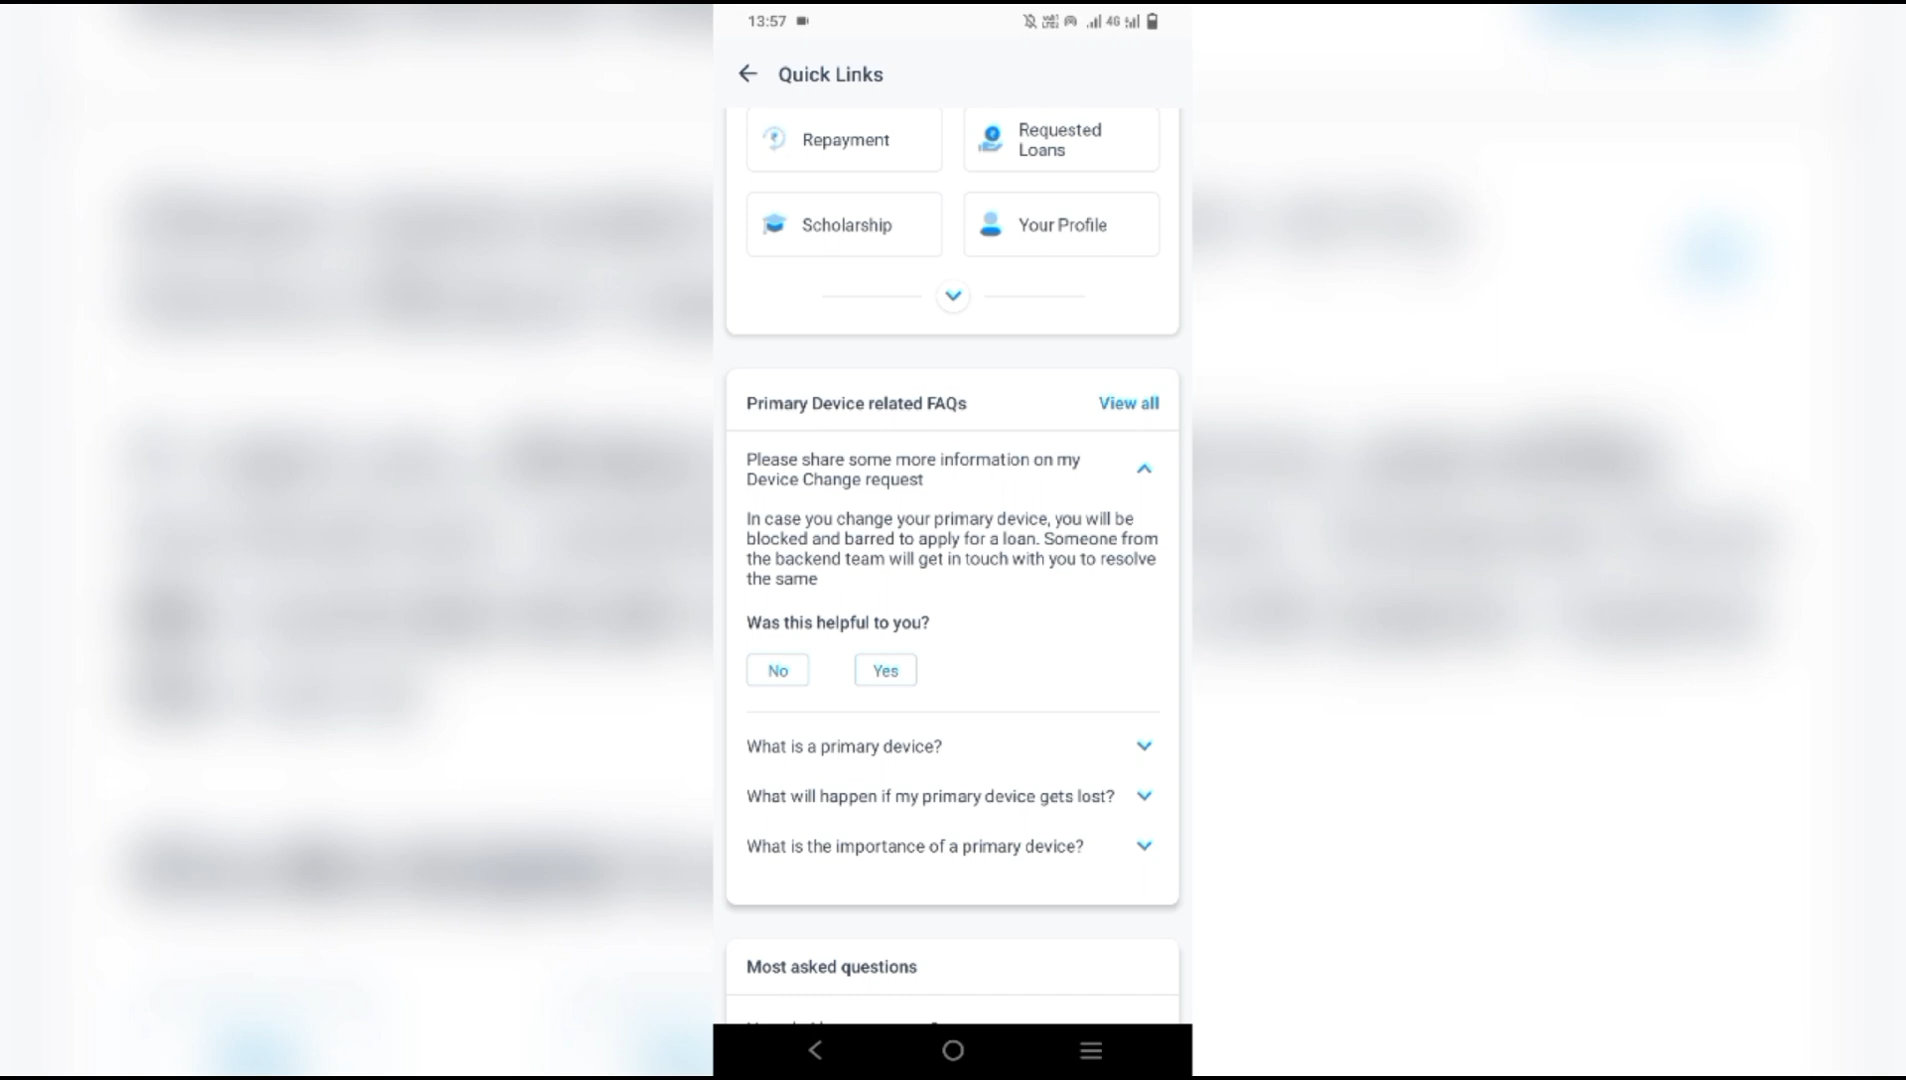 13:57
4G
Quick Links
Repayment
Requested
Loans
Scholarship
Your Profile
Primary Device related FAQs
View all
Please share some more information on my
Device Change request
In case you change your primary device, you will be
blocked and barred to apply for a loan. Someone from
the backend team will get in touch with you to resolve
the same
Was this helpful to you?
No
Yes
What is a primary device?
What will happen if my primary device gets lost?
What is the importance of a primary device?
Most asked questions